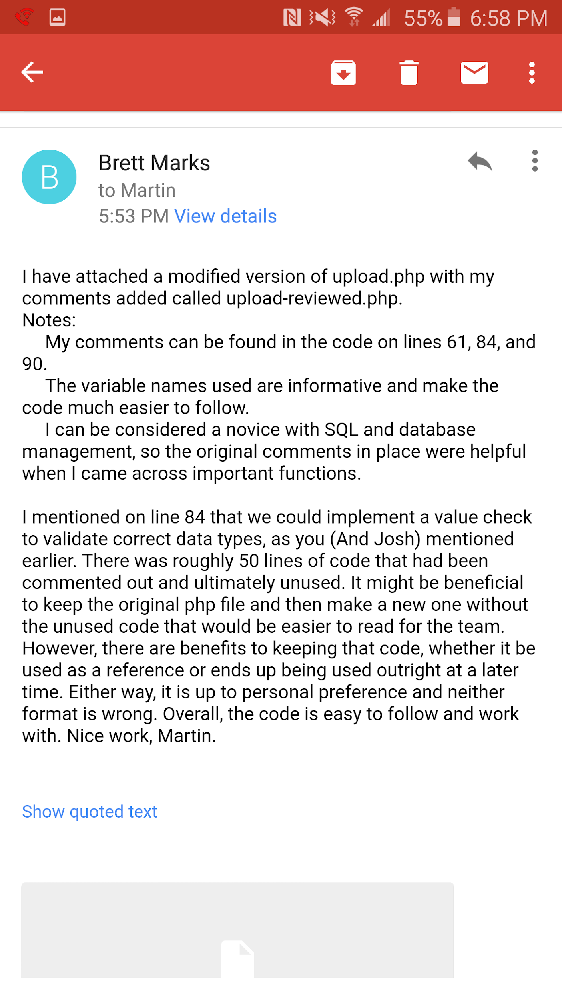 55% 6:58 PM
B
Brett Marks
to Martin
5:53 PM View details
I have attached a modified version of upload.php with my
comments added called upload-reviewed.php.
Notes:
My comments can be found in the code on lines 61, 84, and
90.
The variable names used are informative and make the
code much easier to follow.
I can be considered a novice with SQL and database
management, so the original comments in place were helpful
when I came across important functions.
I mentioned on line 84 that we could implement a value check
to validate correct data types, as you (And Josh) mentioned
earlier. There was roughly 50 lines of code that had been
commented out and ultimately unused. It might be beneficial
to keep the original php file and then make a new one without
the unused code that would be easier to read for the team.
However, there are benefits to keeping that code, whether it be
used as a reference or ends up being used outright at a later
time. Either way, it is up to personal preference and neither
format is wrong. Overall, the code is easy to follow and work
with. Nice work, Martin.
Show quoted text